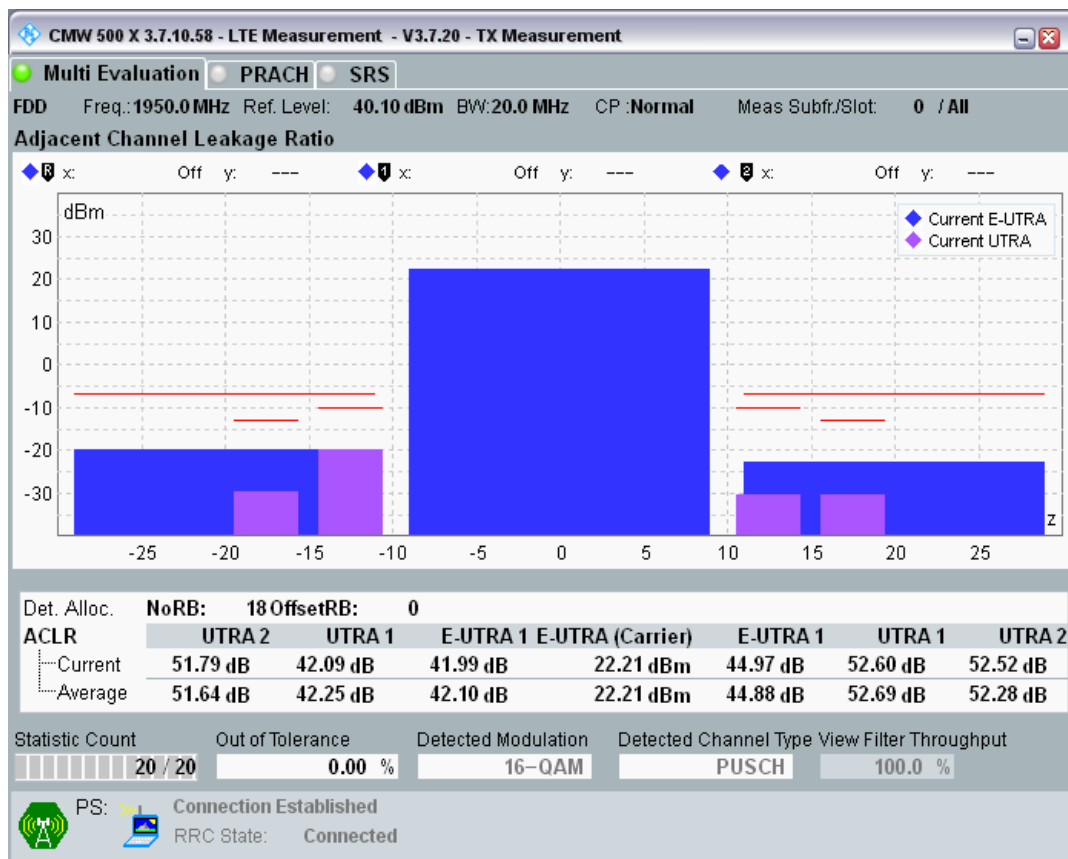 CMW 500 X 3.7.10.58 - LTE Measurement - V3.7.20 - TX Measurement
Multi Evaluation PRACH SRS
FDD Freq.:1950.0 MHz Ref. Level: 40.10 dBm BW:20.0 MHz CP :Normal Meas Subfr./Slot: 0 / All
Adjacent Channel Leakage Ratio
R x: Off y: --- 1 x: Off y: --- 2 x: Off y: ---
dBm
Current E-UTRA
Current UTRA
30
20
10
0
-10
-20
-30
z
-25 -20 -15 -10 -5 0 5 10 15 20 25
Det. Alloc. NoRB: 18 OffsetRB: 0
ACLR UTRA 2 UTRA 1 E-UTRA 1 E-UTRA (Carrier) E-UTRA 1 UTRA 1 UTRA 2
Current 51.79 dB 42.09 dB 41.99 dB 22.21 dBm 44.97 dB 52.60 dB 52.52 dB
Average 51.64 dB 42.25 dB 42.10 dB 22.21 dBm 44.88 dB 52.69 dB 52.28 dB
Statistic Count Out of Tolerance Detected Modulation Detected Channel Type View Filter Throughput
20 / 20 0.00 % 16-QAM PUSCH 100.0 %
PS: Connection Established
RRC State: Connected